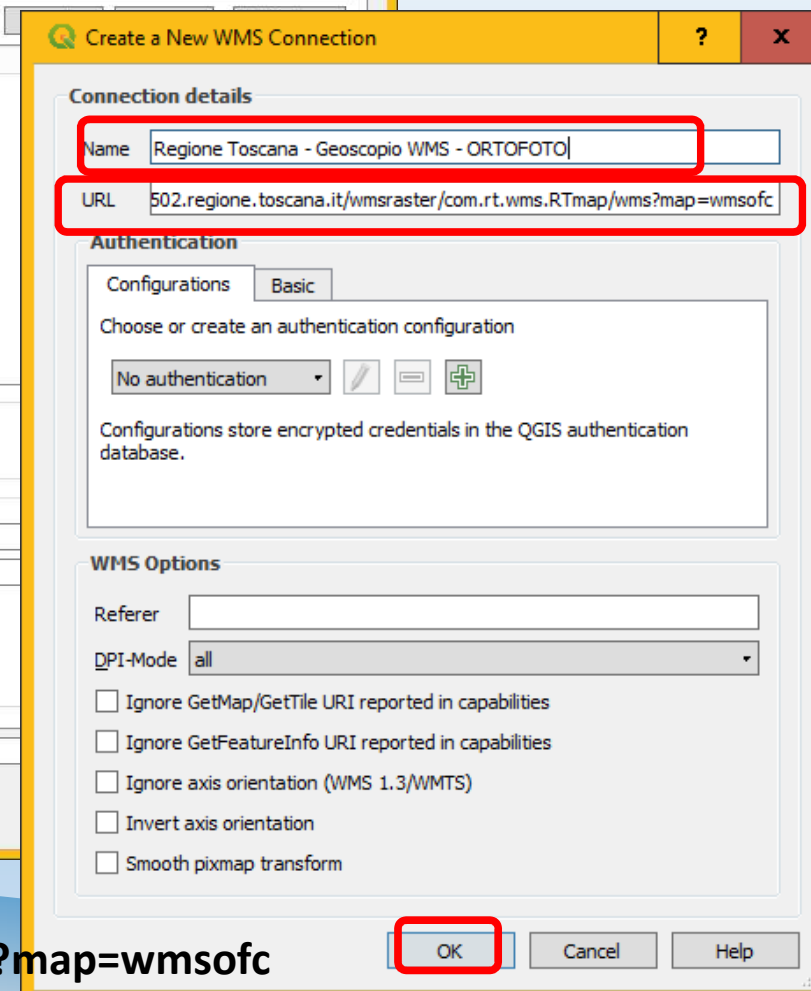 Create a New WMS Connection ? x
Connection details
Name Regione Toscana - Geoscopio WMS - ORTOFOTO
URL 502.regione.toscana.it/wmsraster/com.rt.wms.RTmap/wms?map=wmsofc
Authentication
Configurations Basic
Choose or create an authentication configuration
No authentication
Configurations store encrypted credentials in the QGIS authentication
database.
WMS Options
Referer
DPI-Mode all
Ignore GetMap/GetTile URI reported in capabilities
Ignore GetFeatureInfo URI reported in capabilities
Ignore axis orientation (WMS 1.3/WMTS)
Invert axis orientation
Smooth pixmap transform
OK Cancel Help
?map=wmsofc